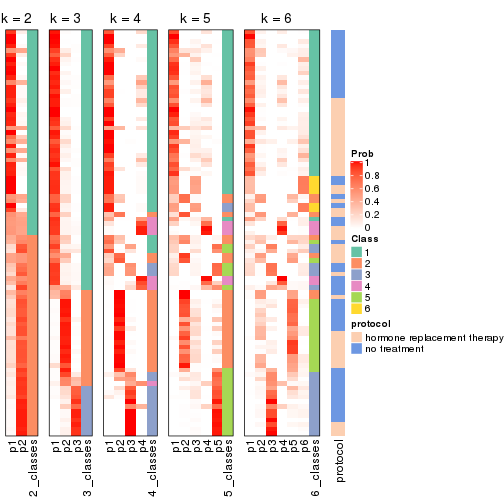 k = 2 k = 3 k = 4 k = 5 k = 6
Prob
1
0.8
0.6
0.4
0.2
0
Class
1
2
3
4
5
6
protocol
hormone replacement therapy
no treatment
p1 p2 2_classes p1 p2 p3 3_classes p1 p2 p3 p4 4_classes p1 p2 p3 p4 p5 5_classes p1 p2 p3 p4 p5 p6 6_classes protocol